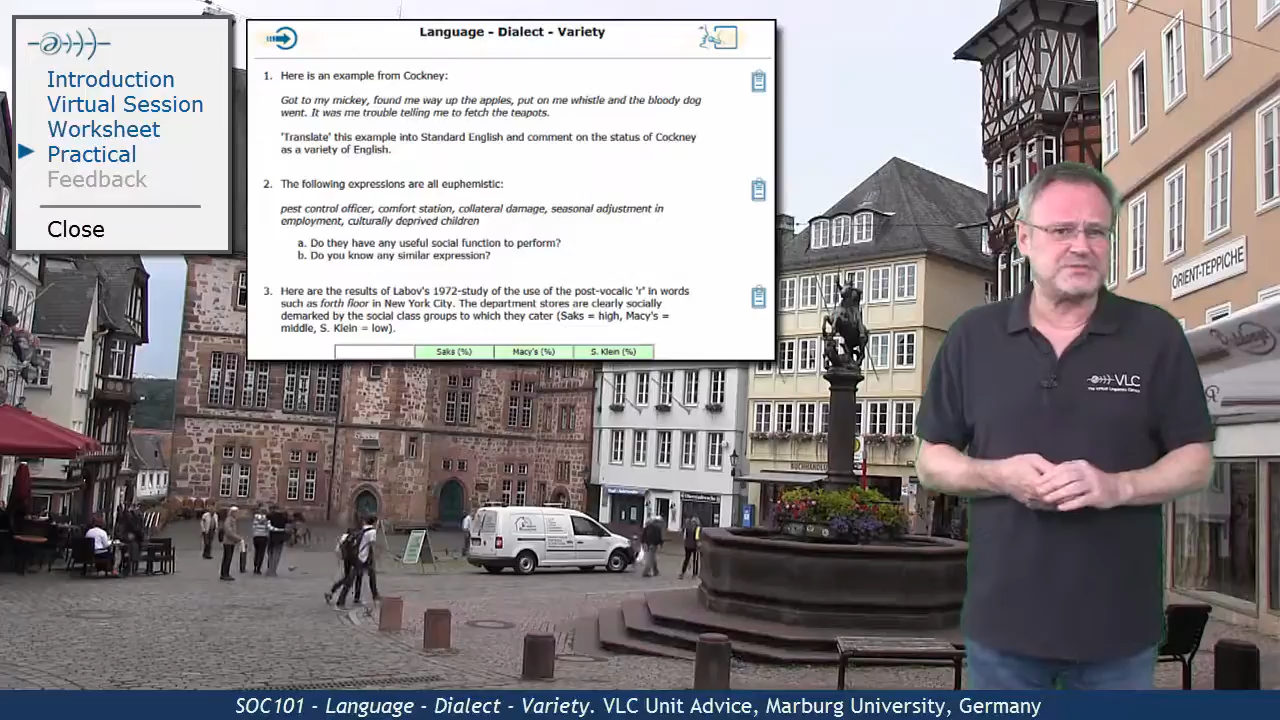 Introduction
Virtual Session
Worksheet
Practical
Feedback
Close
Language - Dialect - Variety
1. Here is an example from Cockney:
Got to my mickey, found me way up the apples, put on me whistle and the bloody dog
went. It was me trouble telling me to fetch the teapots.
'Translate' this example into Standard English and comment on the status of Cockney
as a variety of English.
2. The following expressions are all euphemistic:
pest control officer, comfort station, collateral damage, seasonal adjustment in
employment, culturally deprived children
a. Do they have any useful social function to perform?
b. Do you know any similar expression?
3. Here are the results of Labov's 1972-study of the use of the post-vocalic 'r' in words
such as forth floor in New York City. The department stores are clearly socially
demarked by the social class groups to which they cater (Saks = high, Macy's =
middle, S. Klein = low).
Saks (%) Macy's (%) S. Klein (%)
ORIENT-TEPPICHE
VLC
BUCHHANDLU
SOC101 - Language - Dialect - Variety. VLC Unit Advice, Marburg University, Germany